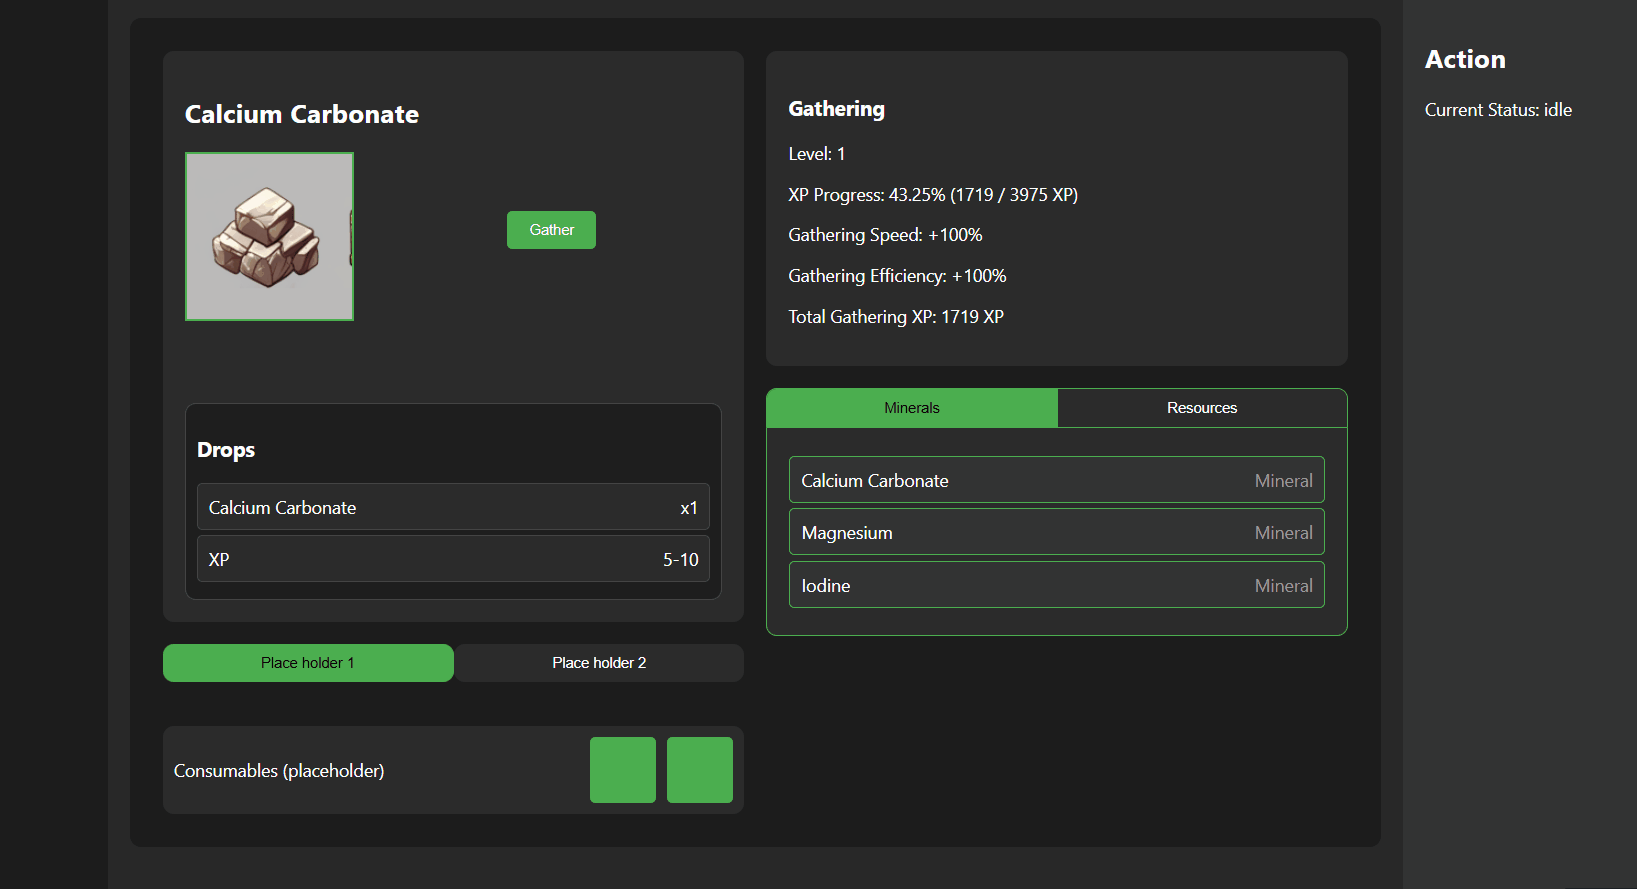 Calcium Carbonate
Gather
Drops
Calcium Carbonate x1
XP 5-10
Place holder 1 Place holder 2
Consumables (placeholder)
Gathering
Level: 1
XP Progress: 43.25% (1719 / 3975 XP)
Gathering Speed: +100%
Gathering Efficiency: +100%
Total Gathering XP: 1719 XP
Minerals Resources
Calcium Carbonate Mineral
Magnesium Mineral
Iodine Mineral
Action
Current Status: idle